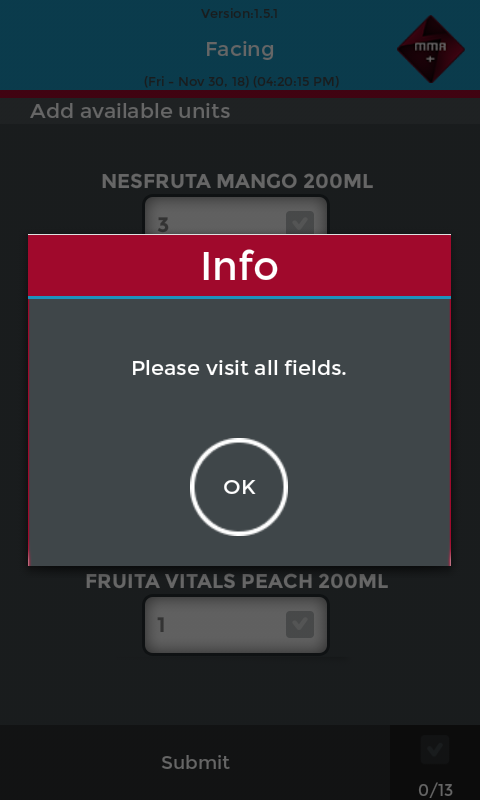 Version:1.5.1
Facing
MMA
+
(Fri - Nov 30, 18) (04:20:15 PM)
Add available units
NESFRUTA MANGO 200ML
3
Info
Please visit all fields.
OK
FRUITA VITALS PEACH 200ML
1
Submit
0/13